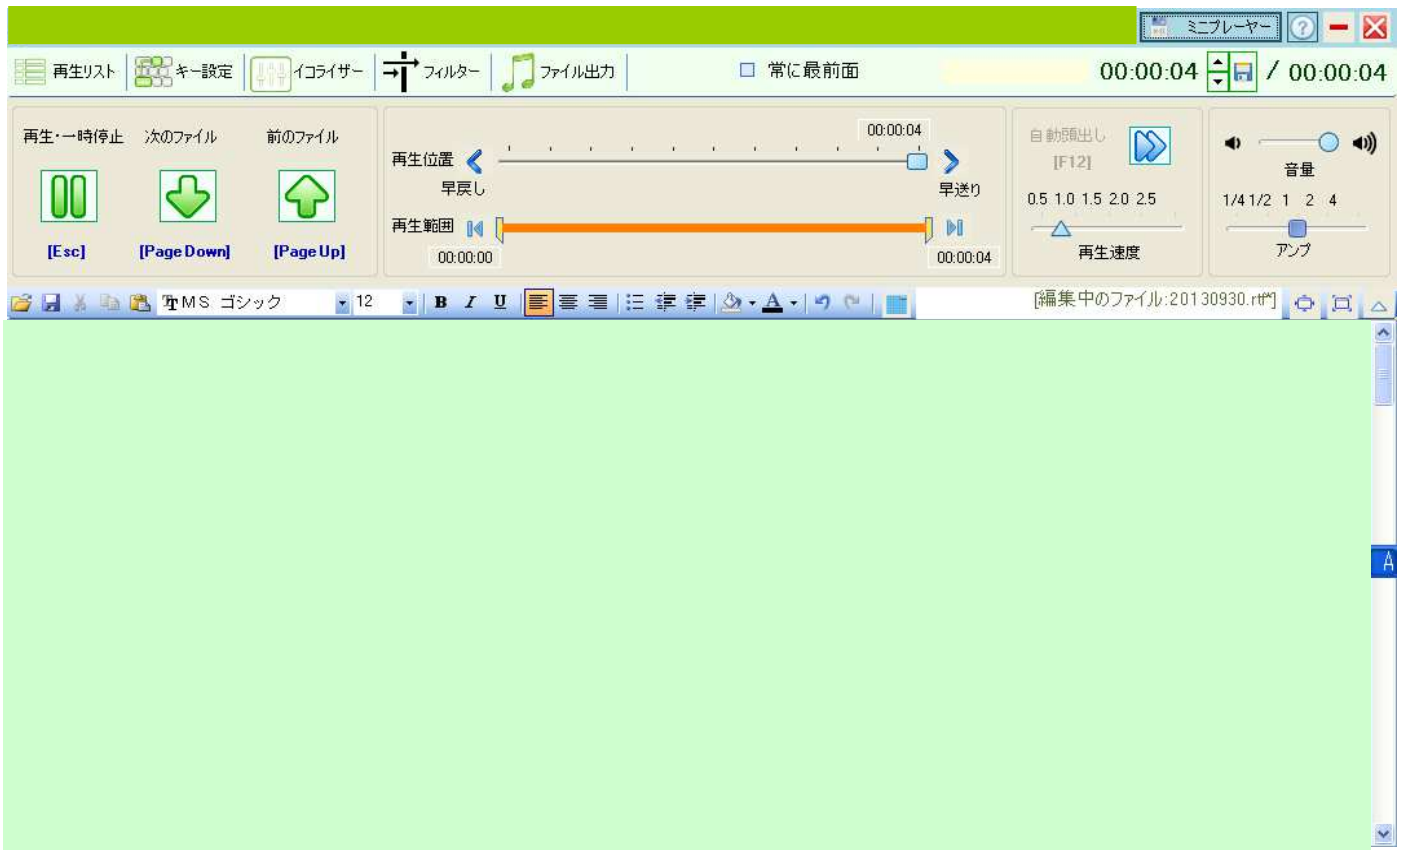 ミニプレーヤー ?
再生リスト キー設定 イコライザー フィルター ファイル出力 常に最前面 00:00:04 / 00:00:04
再生・一時停止 次のファイル 前のファイル
[Esc] [Page Down] [Page Up]
00:00:04
再生位置
早戻し 早送り
再生範囲
00:00:00 00:00:04
自動頭出し
[F12]
0.5 1.0 1.5 2.0 2.5
再生速度
音量
1/4 1/2 1 2 4
アンプ
MS ゴシック 12 B I U A [編集中のファイル:20130930.rtf*]
A